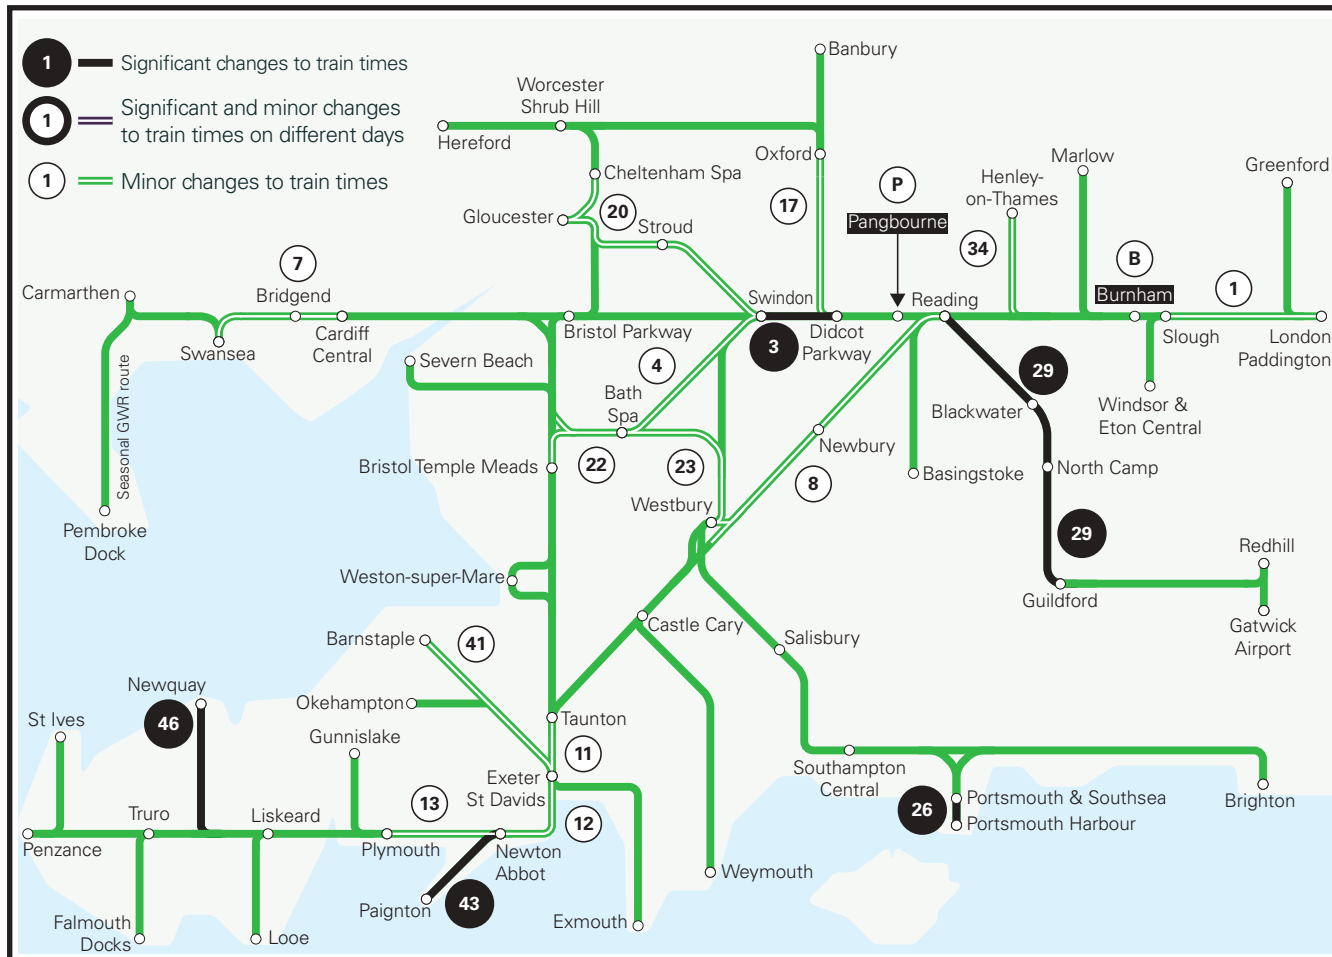 1
Significant changes to train times
1
Significant and minor changes
to train times on different days
1
Minor changes to train times
Banbury
Worcester
Shrub Hill
Hereford
Oxford
Marlow
Greenford
Cheltenham Spa
Henley-
on-Thames
P
17
Gloucester
20
Stroud
Pangbourne
34
B
7
Bridgend
Carmarthen
Swindon
Reading
Burnham
1
Swansea
Cardiff
Central
Bristol Parkway
3
Didcot
Parkway
Slough
London
Paddington
Severn Beach
4
29
Seasonal GWR route
Bath
Spa
Blackwater
Windsor &
Eton Central
Newbury
Bristol Temple Meads
22
23
8
Basingstoke
North Camp
Westbury
Pembroke
Dock
29
Redhill
Weston-super-Mare
Guildford
Gatwick
Airport
Castle Cary
Salisbury
Barnstaple
41
Newquay
46
Okehampton
St Ives
Gunnislake
Taunton
11
Exeter
St Davids
Southampton
Central
13
12
26
Portsmouth & Southsea
Portsmouth Harbour
Brighton
Truro
Liskeard
Penzance
Plymouth
Newton
Abbot
Weymouth
Paignton
43
Falmouth
Docks
Looe
Exmouth